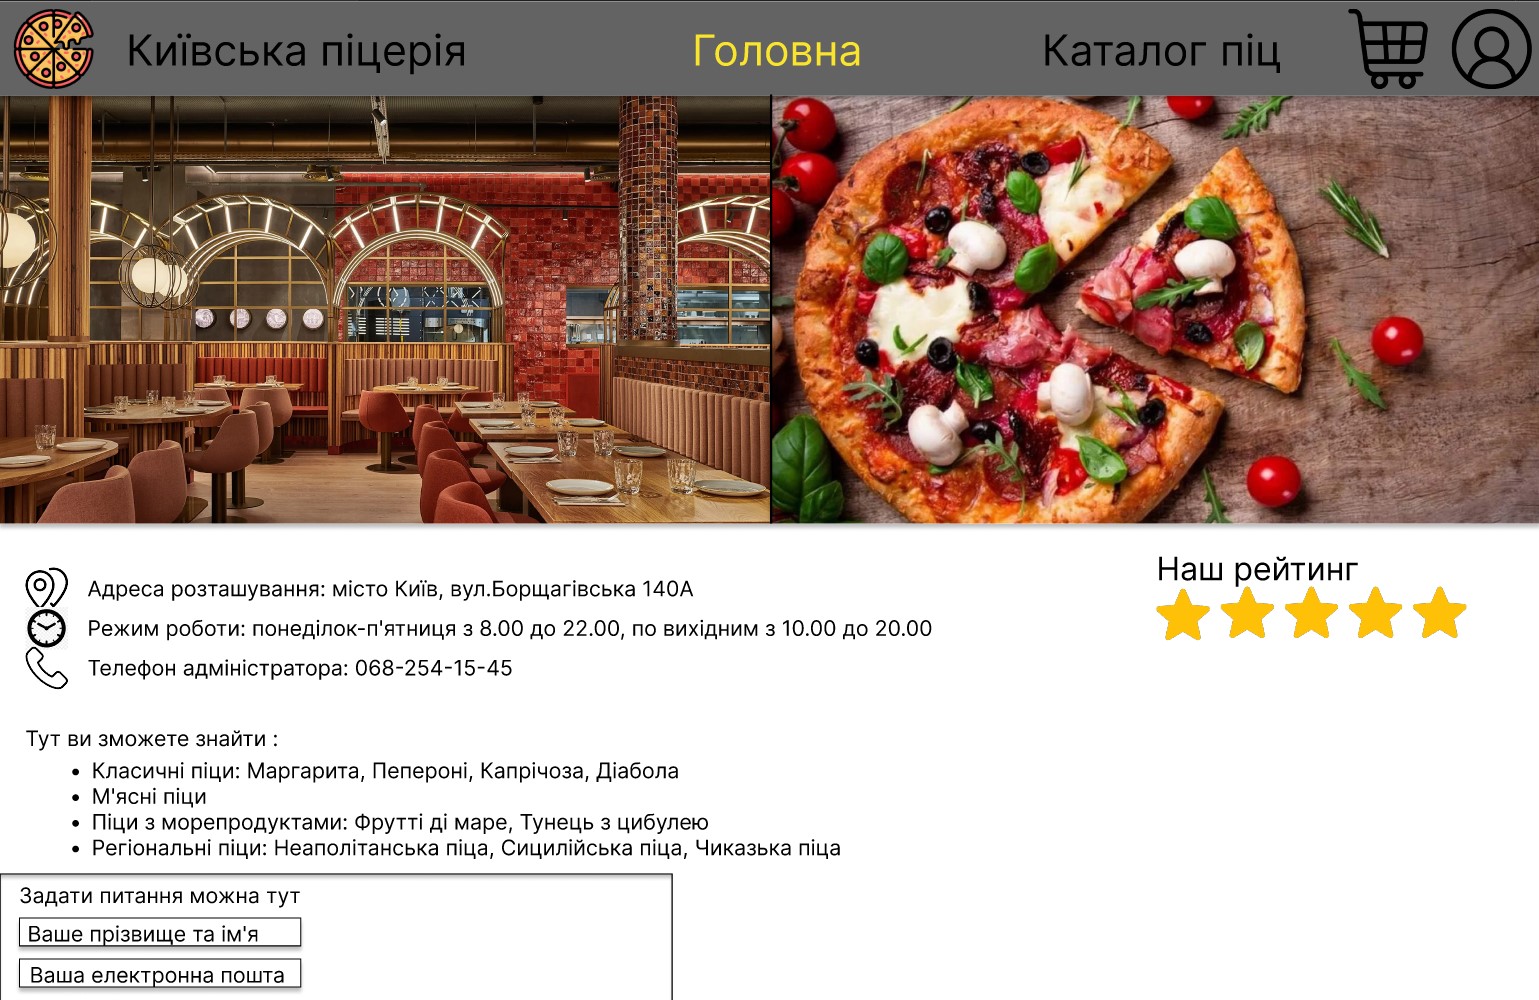 Київська піцерія
Головна
Каталог піц
Адреса розташування: місто Київ, вул.Борщагівська 140А
Режим роботи: понеділок-п'ятниця з 8.00 до 22.00, по вихідним з 10.00 до 20.00
Телефон адміністратора: 068-254-15-45
Наш рейтинг
Тут ви зможете знайти :
• Класичні піци: Маргарита, Пепероні, Капрічоза, Діабола
• М'ясні піци
• Піци з морепродуктами: Фрутті ді маре, Тунець з цибулею
• Регіональні піци: Неаполітанська піца, Сицилійська піца, Чиказька піца
Задати питання можна тут
Ваше прізвище та ім'я
Ваша електронна пошта